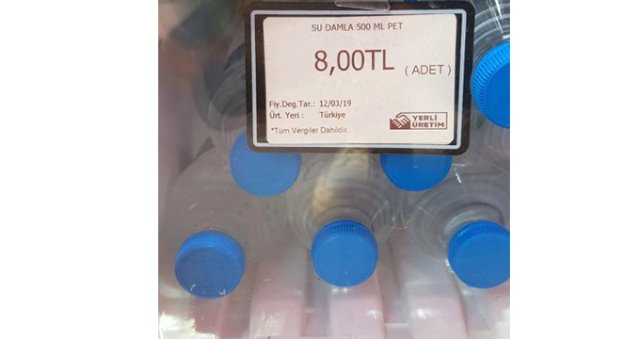 SU DAMLA 500 ML PET
8,00TL ( ADET )
Fiy.Deg.Tar.: 12/03/19
Ürt. Yeri : Türkiye
*Tüm Vergiler Dahildir.
YERLİ
ÜRETİM